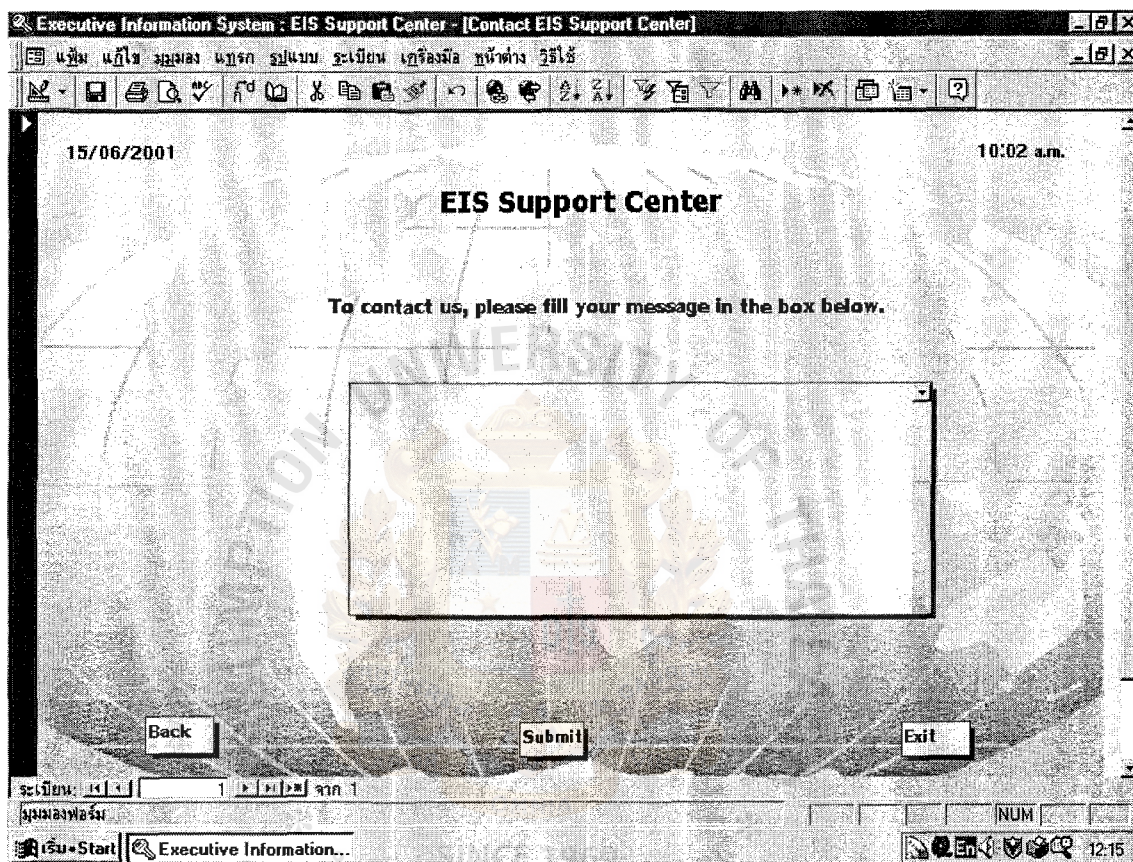 Executive Information System : EIS Support Center - [Contact EIS Support Center]
แฟ้ม แก้ไข มุมมอง แทรก รูปแบบ ระเบียน เครื่องมือ หน้าต่าง วิธีใช้
15/06/2001 10:02 a.m.
EIS Support Center
To contact us, please fill your message in the box below.
Back Submit Exit
ระเบียน: 1 จาก 1
มุมมองฟอร์ม NUM
เริ่ม-Start Executive Information... En 12:15